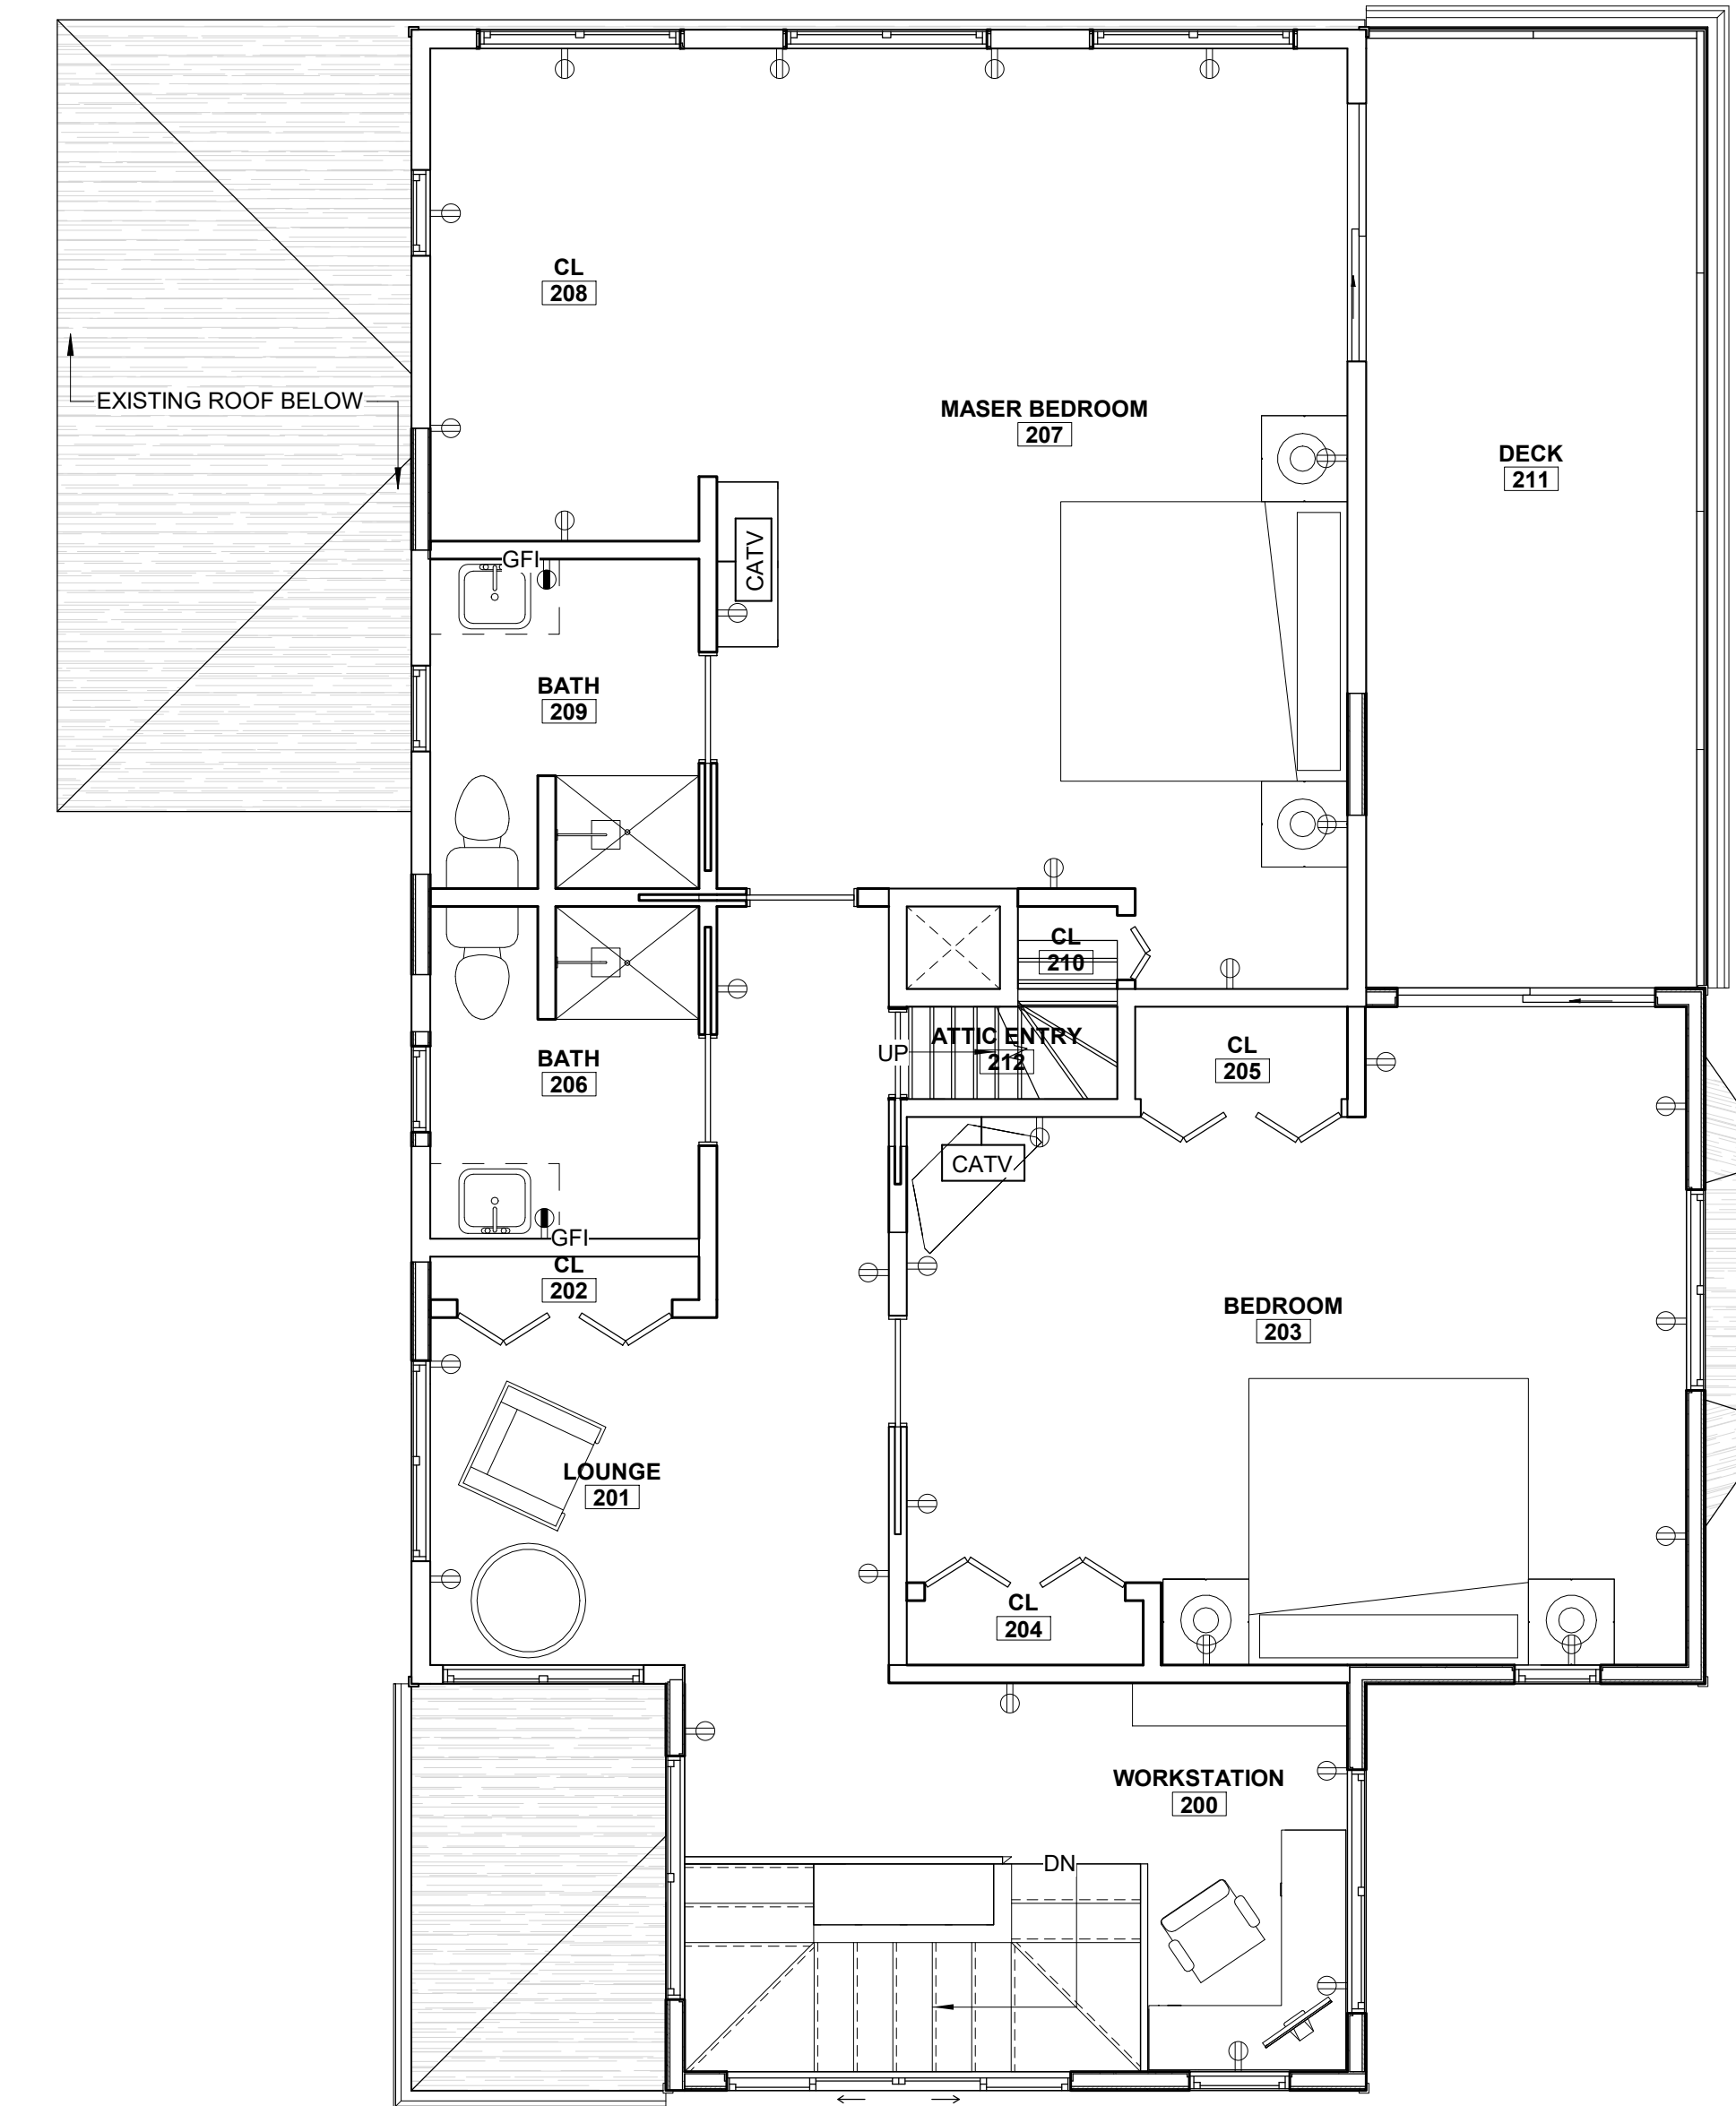 CL
208
EXISTING ROOF BELOW
MASER BEDROOM
207
DECK
211
GFI
CATV
BATH
209
CL
210
ATTIC ENTRY
212
UP
CL
205
BATH
206
CATV
GFI
CL
202
BEDROOM
203
LOUNGE
201
CL
204
WORKSTATION
200
DN